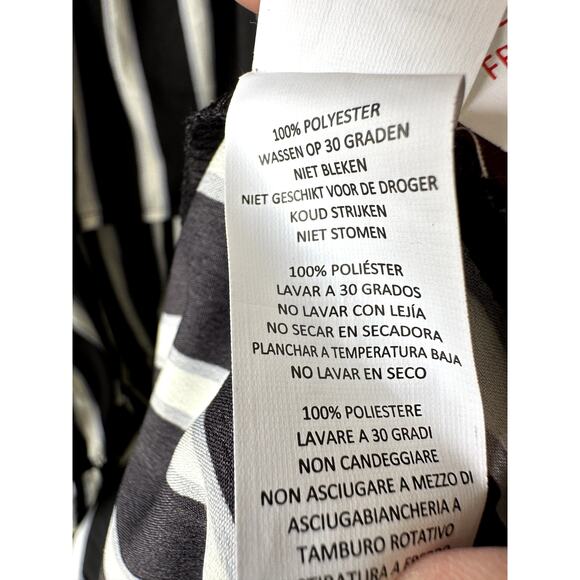 100% POLYESTER
WASSEN OP 30 GRADEN
NIET BLEKEN
NIET GESCHIKT VOOR DE DROGER
KOUD STRIJKEN
NIET STOMEN
100% POLIÉSTER
LAVAR A 30 GRADOS
NO LAVAR CON LEJÍA
NO SECAR EN SECADORA
PLANCHAR A TEMPERATURA BAJA
NO LAVAR EN SECO
100% POLIESTERE
LAVARE A 30 GRADI
NON CANDEGGIARE
NON ASCIUGARE A MEZZO DI
ASCIUGABIANCHERIA A
TAMBURO ROTATIVO